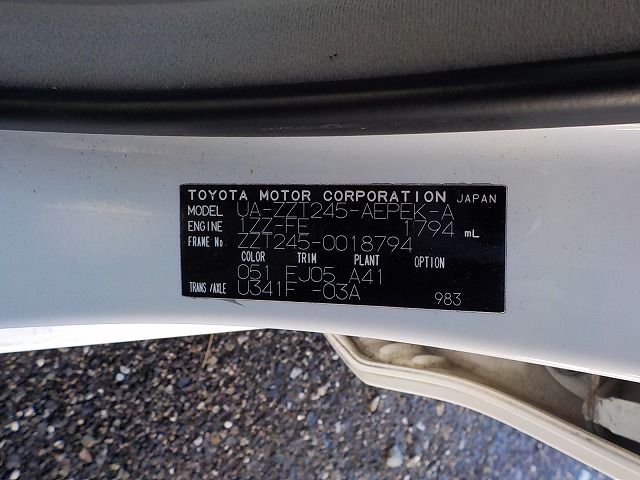 TOYOTA MOTOR CORPORATION JAPAN
MODEL UA-ZZT245-AEPEK-A
ENGINE 1ZZ-FE 1794 mL
FRAME No. ZZT245-0018794
COLOR TRIM PLANT OPTION
051 FJ05 A41
TRANS/AXLE U341F -03A 983